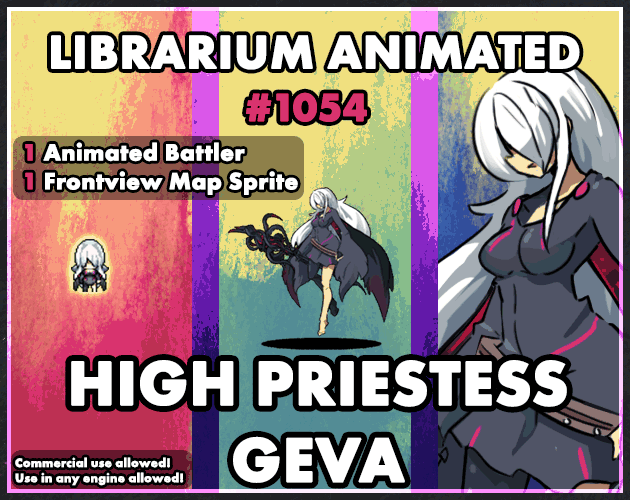 LIBRARIUM ANIMATED
#1054
1 Animated Battler
1 Frontview Map Sprite
HIGH PRIESTESS
GEVA
Commercial use allowed!
Use in any engine allowed!